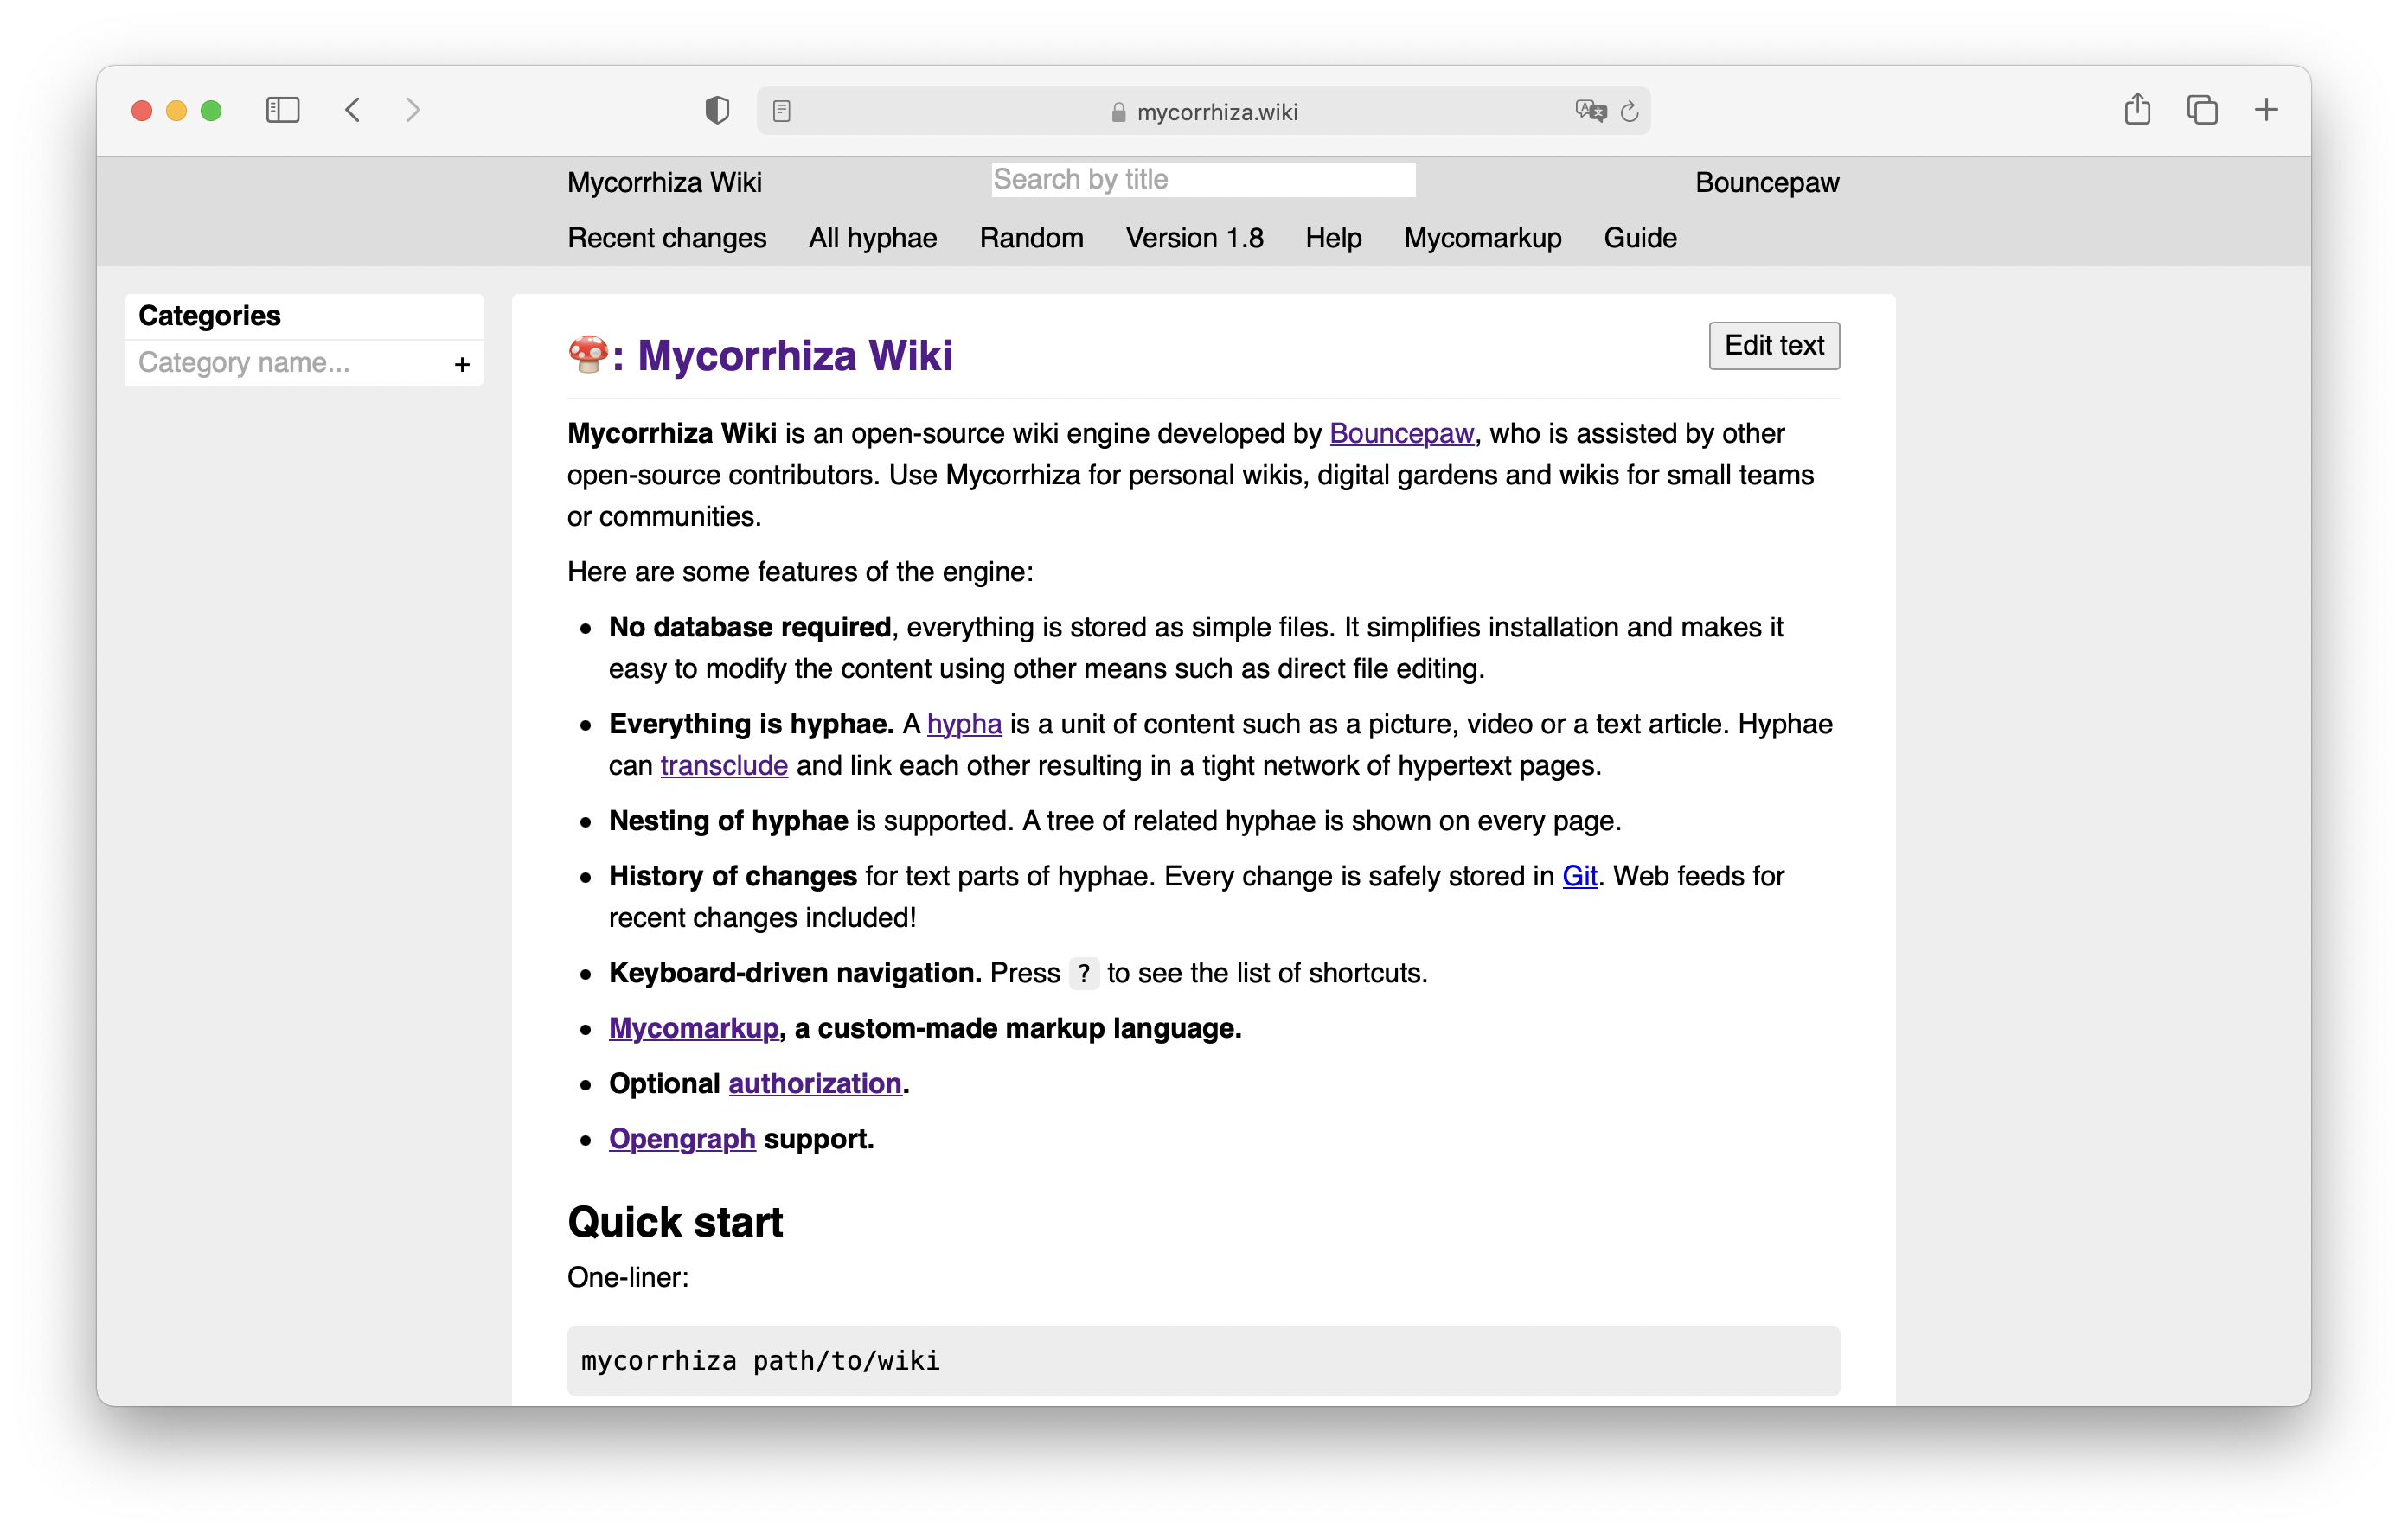 mycorrhiza.wiki
Mycorrhiza Wiki
Search by title
Bouncepaw
Recent changes All hyphae Random Version 1.8 Help Mycomarkup Guide
Categories
Category name...
+
: Mycorrhiza Wiki
Edit text
Mycorrhiza Wiki is an open-source wiki engine developed by Bouncepaw, who is assisted by other
open-source contributors. Use Mycorrhiza for personal wikis, digital gardens and wikis for small teams
or communities.
Here are some features of the engine:
• No database required, everything is stored as simple files. It simplifies installation and makes it
easy to modify the content using other means such as direct file editing.
• Everything is hyphae. A hypha is a unit of content such as a picture, video or a text article. Hyphae
can transclude and link each other resulting in a tight network of hypertext pages.
• Nesting of hyphae is supported. A tree of related hyphae is shown on every page.
• History of changes for text parts of hyphae. Every change is safely stored in Git. Web feeds for
recent changes included!
• Keyboard-driven navigation. Press ? to see the list of shortcuts.
• Mycomarkup, a custom-made markup language.
• Optional authorization.
• Opengraph support.
Quick start
One-liner:
mycorrhiza path/to/wiki